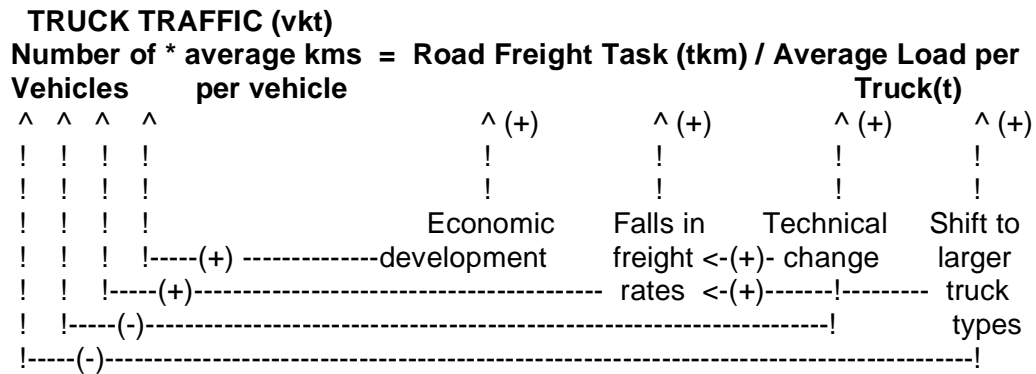 TRUCK TRAFFIC (vkt)
Number of * average kms = Road Freight Task (tkm) / Average Load per
Vehicles per vehicle Truck(t)
^ ^ ^ ^ ^ (+) ^ (+) ^ (+) ^ (+)
! ! ! ! ! ! ! !
! ! ! ! ! ! ! !
! ! ! ! Economic Falls in Technical Shift to
! ! ! !-----(+) --------------development freight <-(+)- change larger
! ! !-----(+)------------------------------------------ rates <-(+)-------!--------- truck
! !-----(-)----------------------------------------------------------------------! types
!-----(-)------------------------------------------------------------------------------------------!